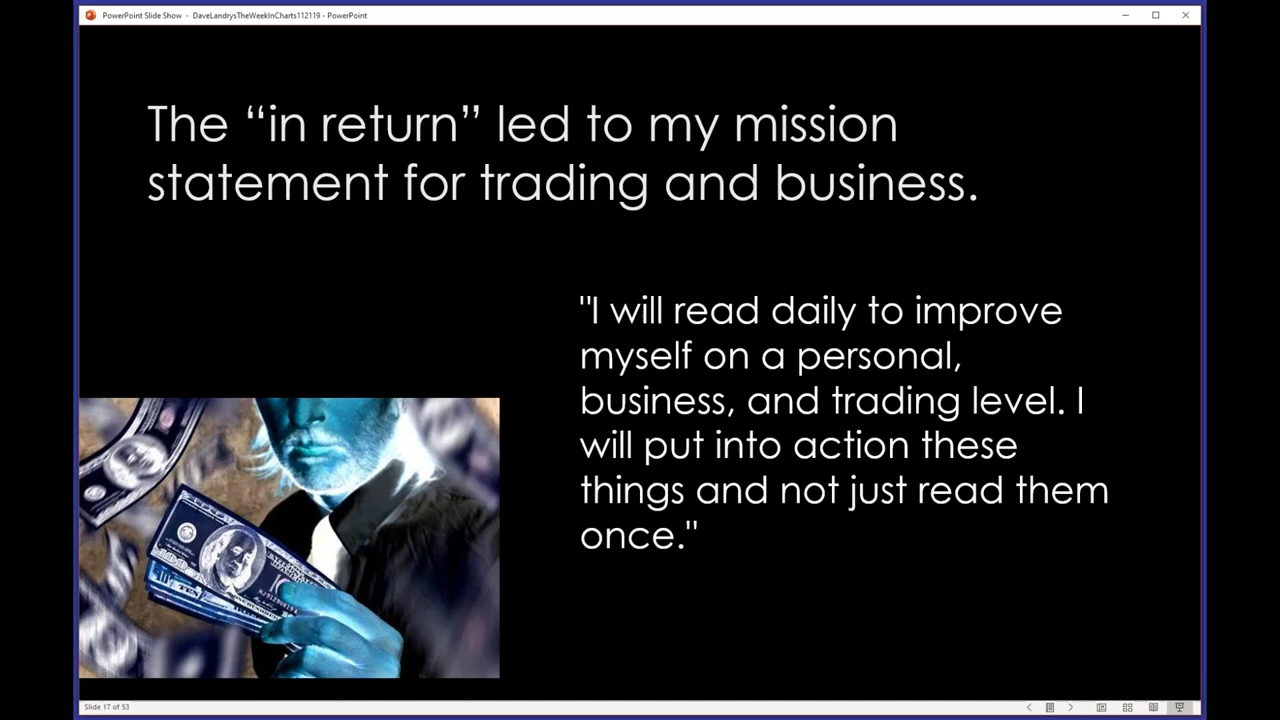 PowerPoint Slide Show - DaveLandrysTheWeekInCharts112119 - PowerPoint
The “in return” led to my mission
statement for trading and business.
"I will read daily to improve
myself on a personal,
business, and trading level. I
will put into action these
things and not just read them
once."
100
Slide 17 of 53